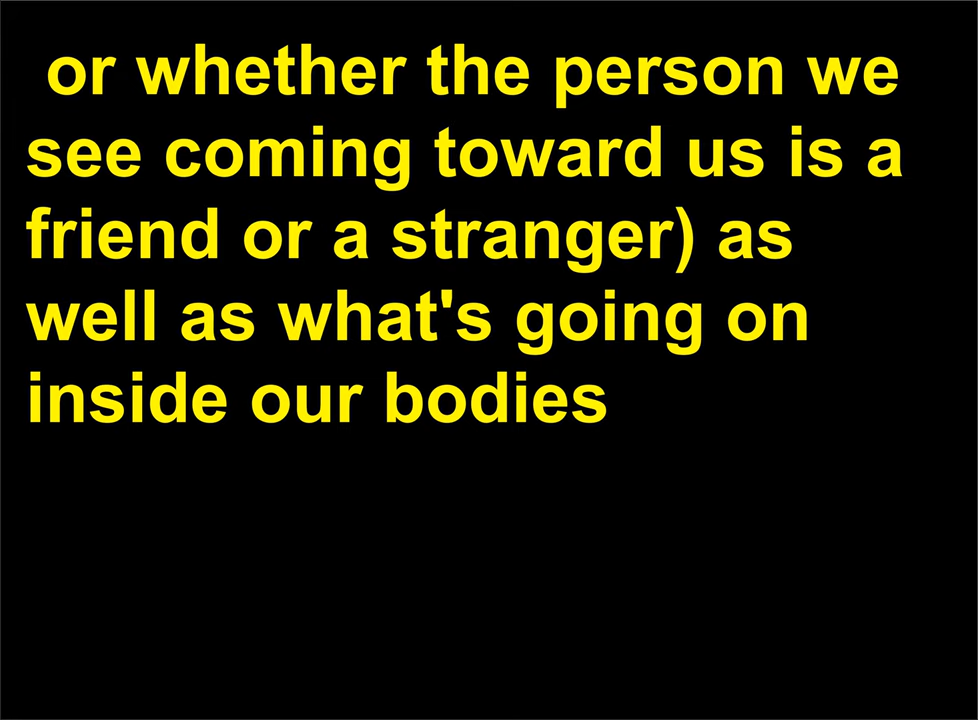 or whether the person we
see coming toward us is a
friend or a stranger) as
well as what's going on
inside our bodies